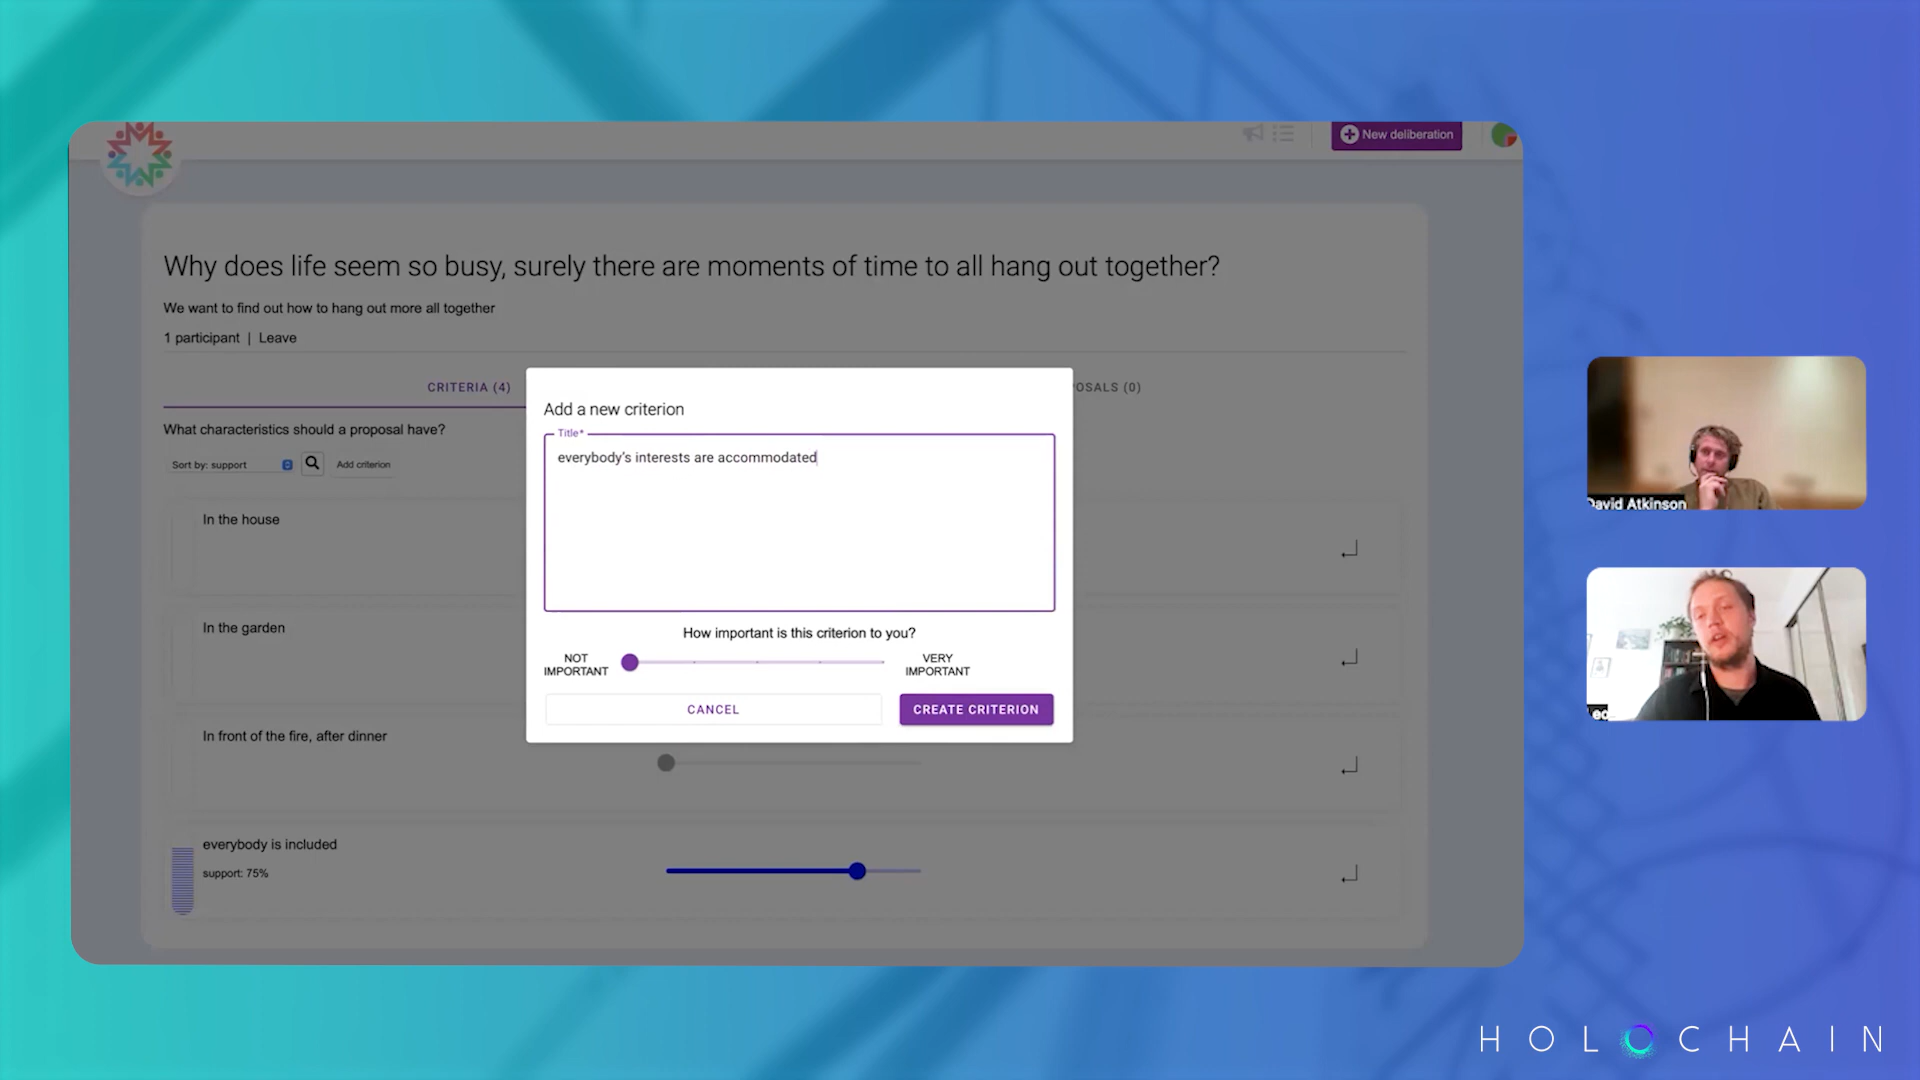 New deliberation
Why does life seem so busy, surely there are moments of time to all hang out together?
We want to find out how to hang out more all together
1 participant | Leave
CRITERIA (4)
POSALS (0)
What characteristics should a proposal have?
Sort by: support
Add criterion
In the house
In the garden
In front of the fire, after dinner
everybody is included
support: 75%
Add a new criterion
Title*
everybody's interests are accommodated
How important is this criterion to you?
NOT IMPORTANT
VERY IMPORTANT
CANCEL
CREATE CRITERION
David Atkinson
HOLOCHAIN